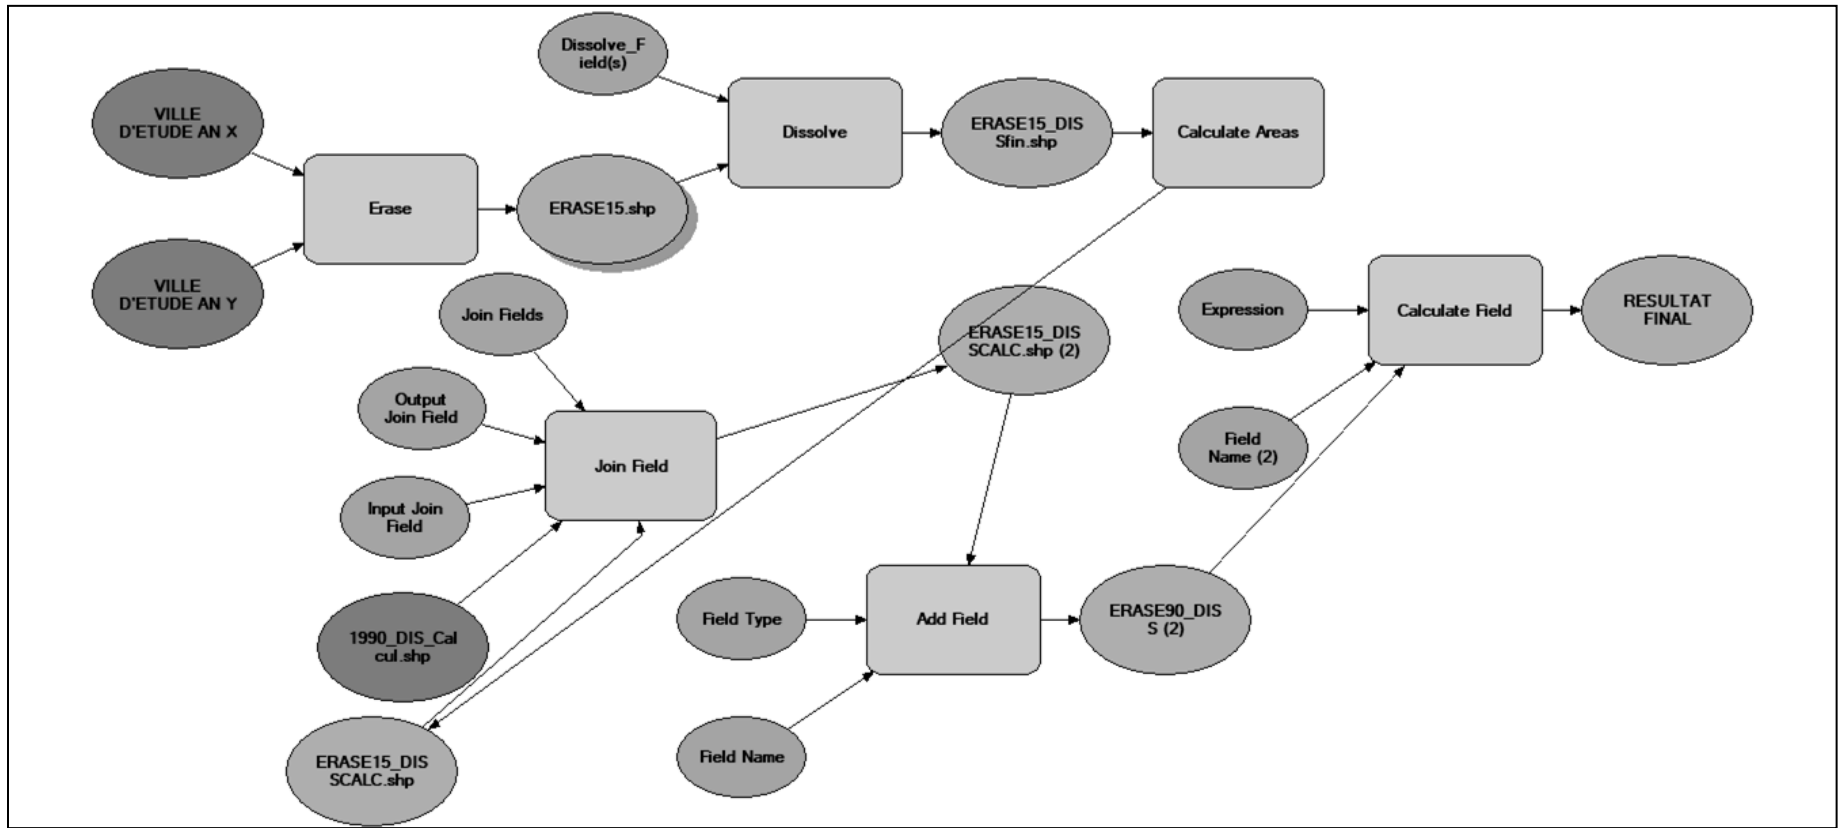 Dissolve_F
ield(s)
VILLE
D'ETUDE AN X
Dissolve
ERASE15_DIS
Sfin.shp
Calculate Areas
Erase
ERASE15.shp
VILLE
D'ETUDE AN Y
Join Fields
ERASE15_DIS
SCALC.shp (2)
Expression
Calculate Field
RESULTAT
FINAL
Output
Join Field
Join Field
Field
Name (2)
Input Join
Field
1990_DIS_Cal
cul.shp
Field Type
Add Field
ERASE90_DIS
S (2)
ERASE15_DIS
SCALC.shp
Field Name